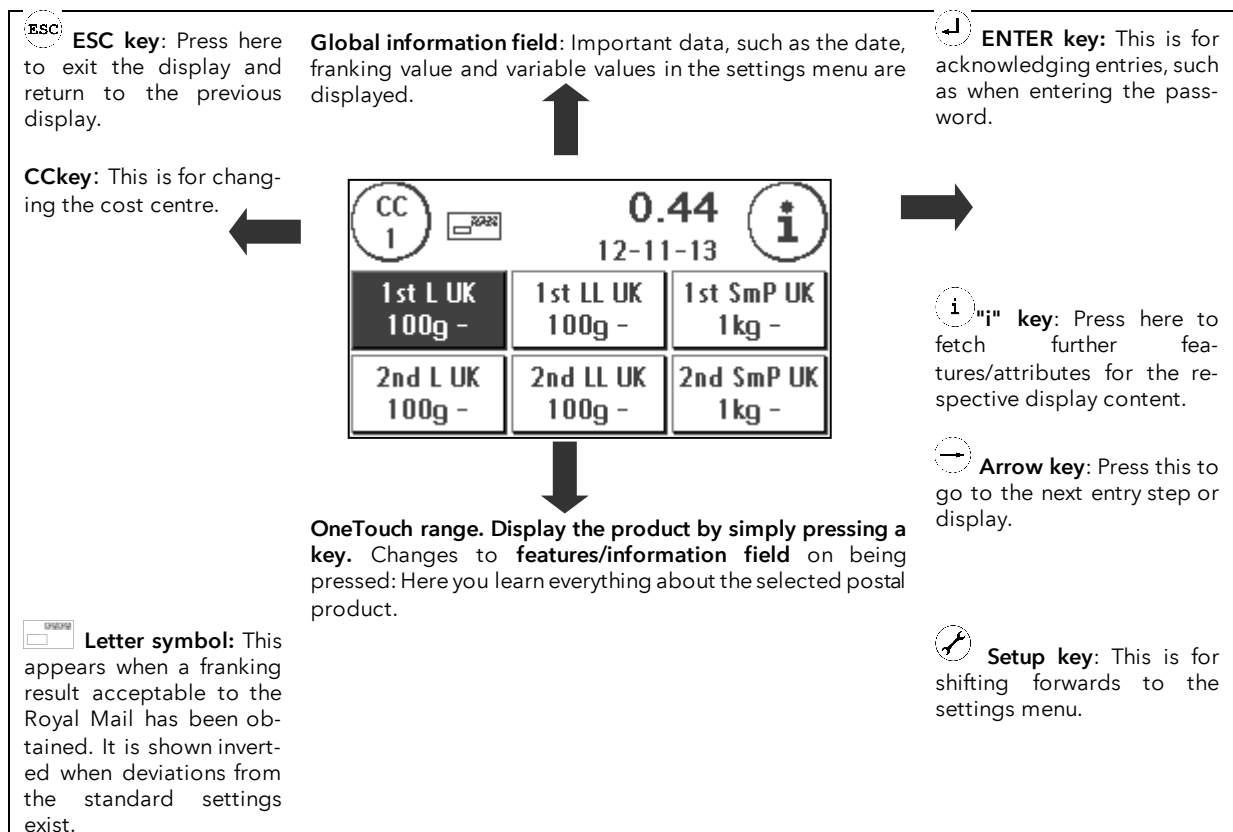 ESC ESC key: Press here
to exit the display and
return to the previous
display.
CCkey: This is for chang-
ing the cost centre.
Global information field: Important data, such as the date,
franking value and variable values in the settings menu are
displayed.
ENTER key: This is for
acknowledging entries, such
as when entering the pass-
word.
CC
1
0.44
12-11-13
i
1st L UK
100g -
1st LL UK
100g -
1st SmP UK
1kg -
2nd L UK
100g -
2nd LL UK
100g -
2nd SmP UK
1kg -
i "i" key: Press here to
fetch further fea-
tures/attributes for the re-
spective display content.
Arrow key: Press this to
go to the next entry step or
display.
OneTouch range. Display the product by simply pressing a
key. Changes to features/information field on being
pressed: Here you learn everything about the selected postal
product.
Letter symbol: This
appears when a franking
result acceptable to the
Royal Mail has been ob-
tained. It is shown invert-
ed when deviations from
the standard settings
exist.
Setup key: This is for
shifting forwards to the
settings menu.